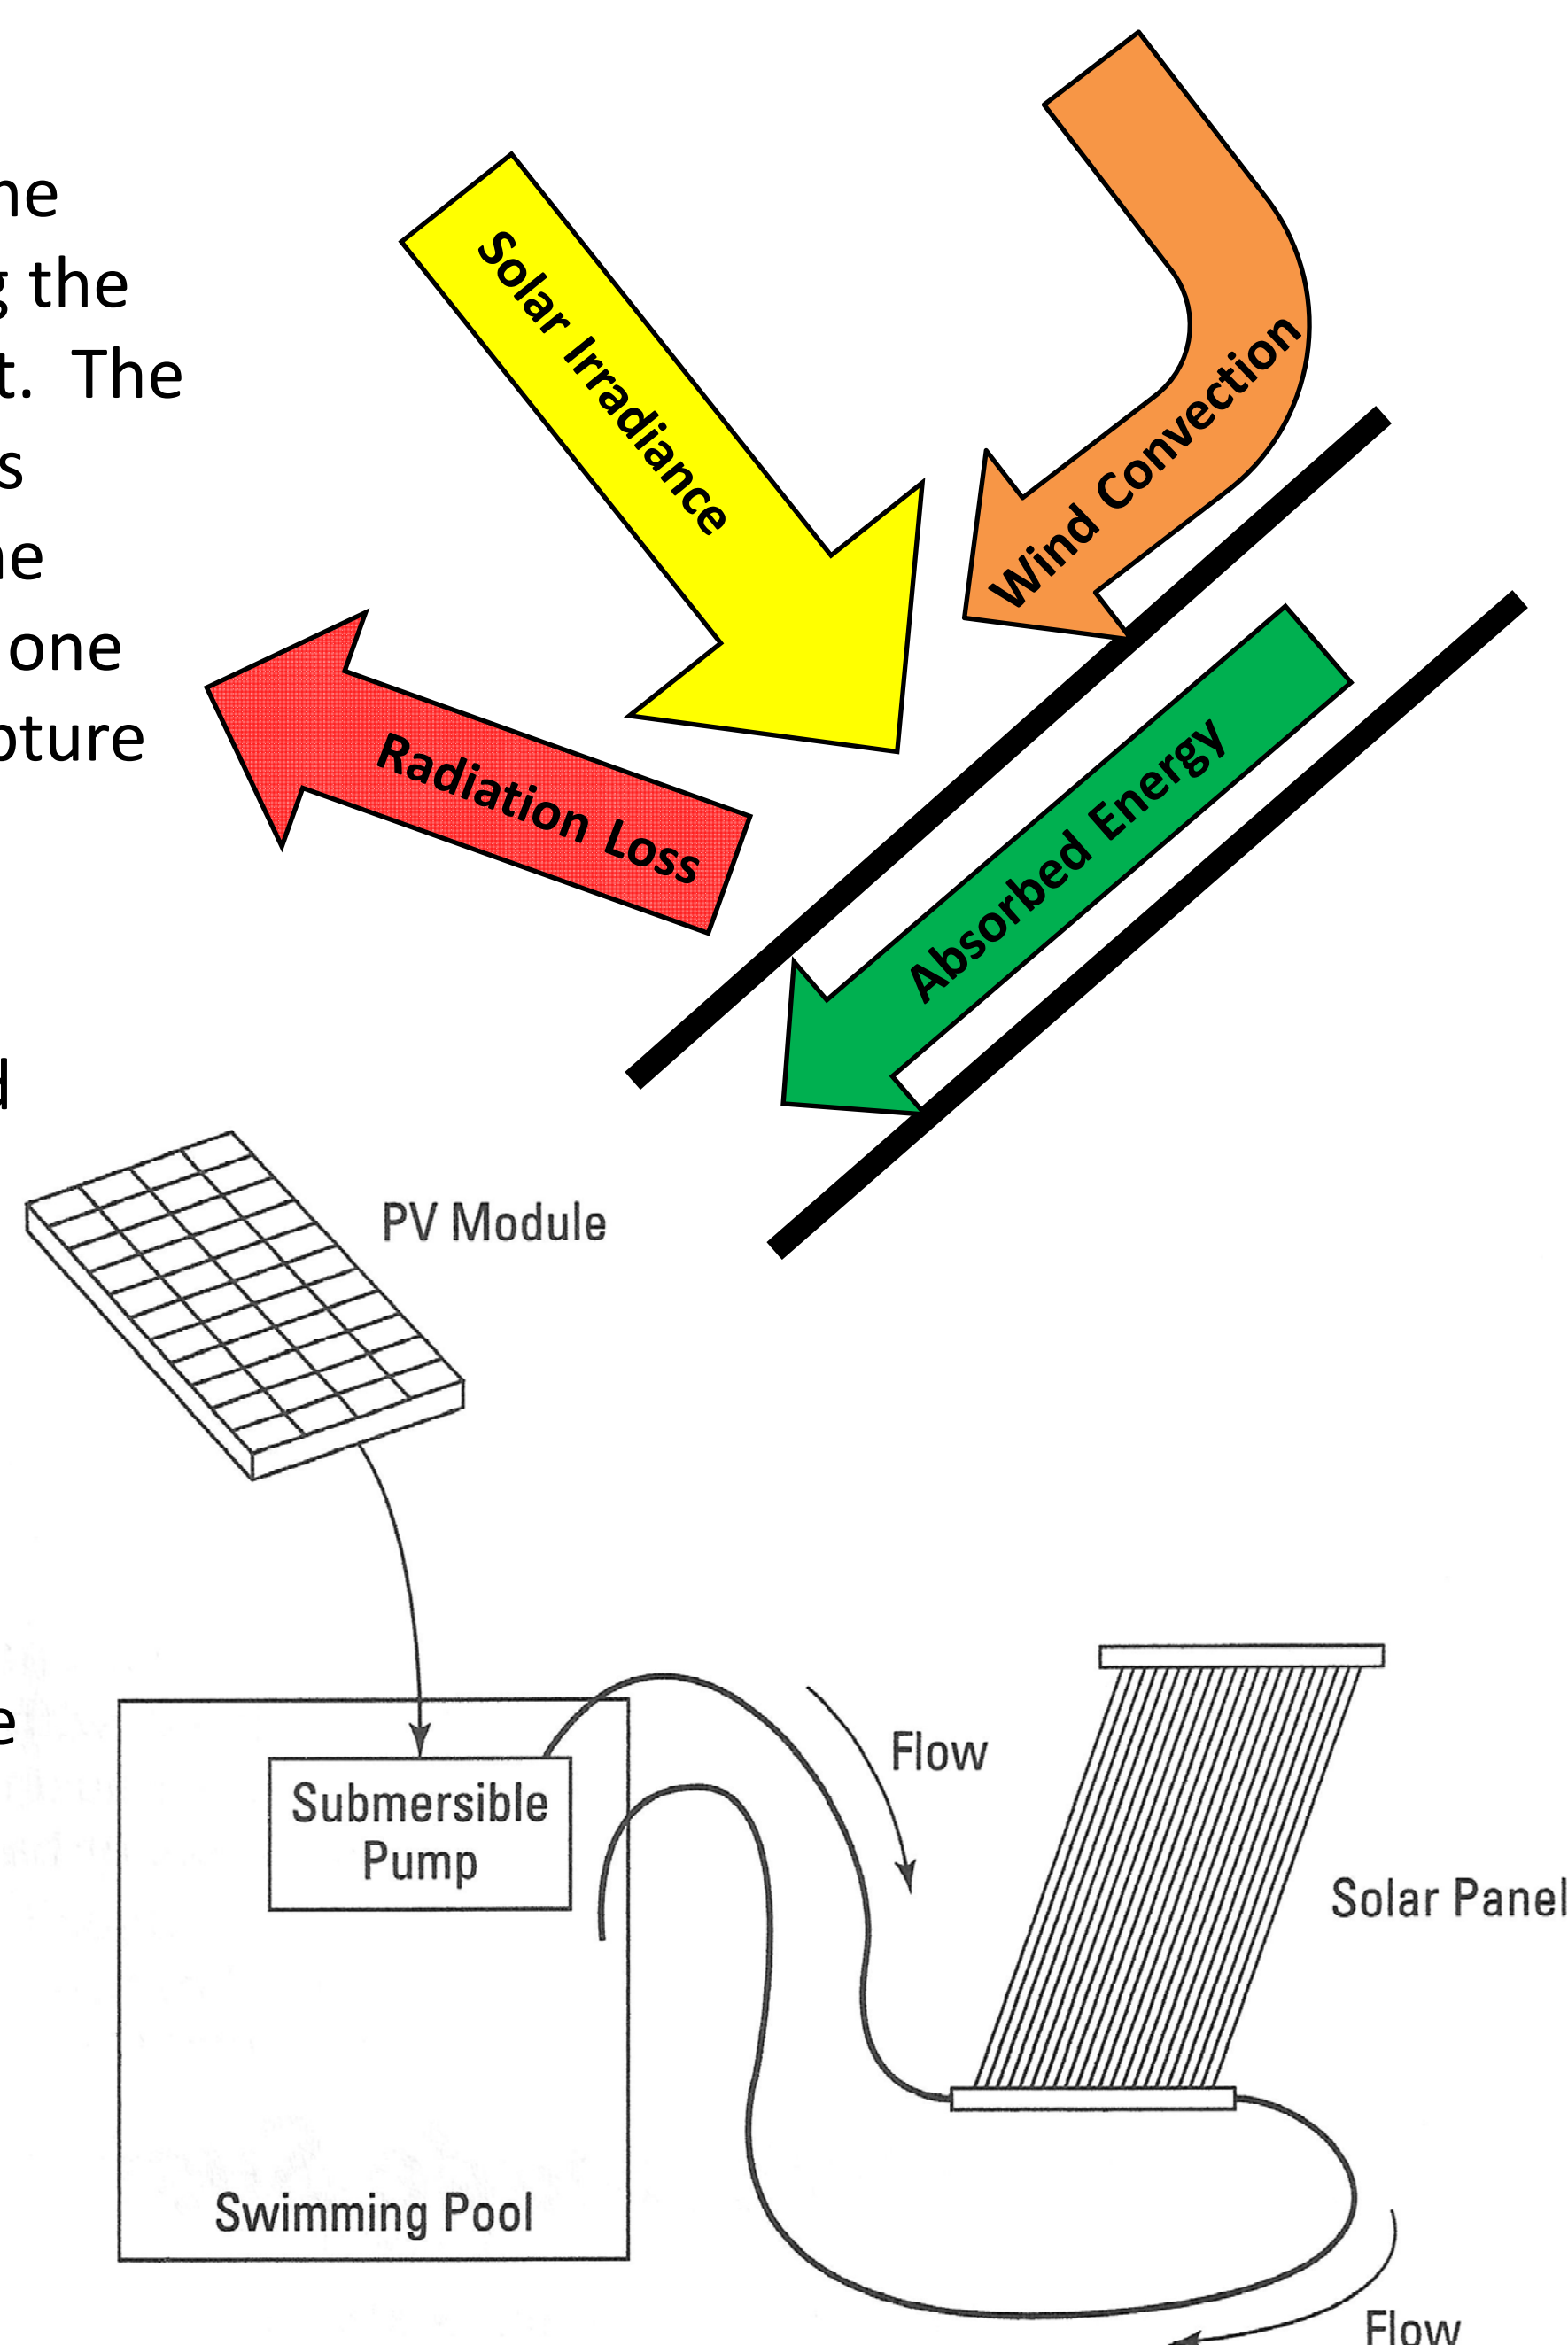 he
g the
t.  The
s
ne
one
pture
d
e
Solar Irradiance
Wind Convection
Radiation Loss
Absorbed Energy
PV Module
Submersible
Pump
Flow
Solar Panel
Swimming Pool
Flow